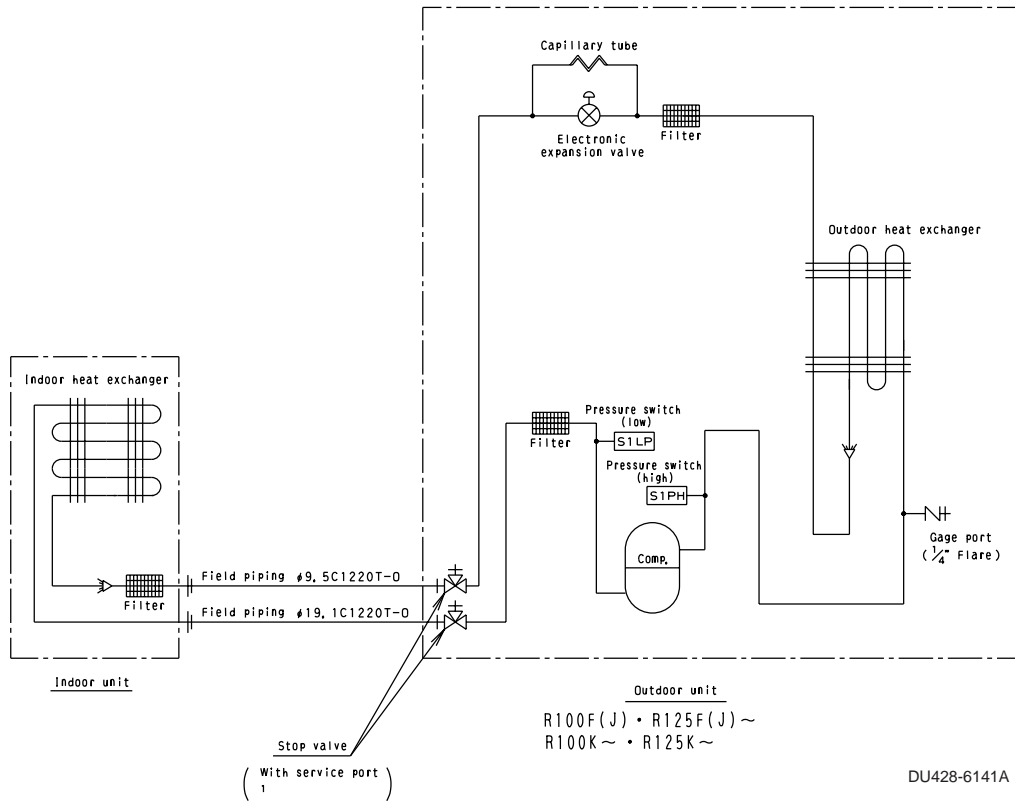 Capillary tube
Electronic
expansion valve
Filter
Outdoor heat exchanger
Indoor heat exchanger
Pressure switch
(low)
S1LP
Filter
Pressure switch
(high)
S1PH
Comp.
Gage port
(1/4" Flare)
Filter
Field piping ø9.5C1220T-O
Field piping ø19.1C1220T-O
Indoor unit
Outdoor unit
R100F(J)・R125F(J)~
R100K~・R125K~
Stop valve
(With service port
1)
DU428-6141A